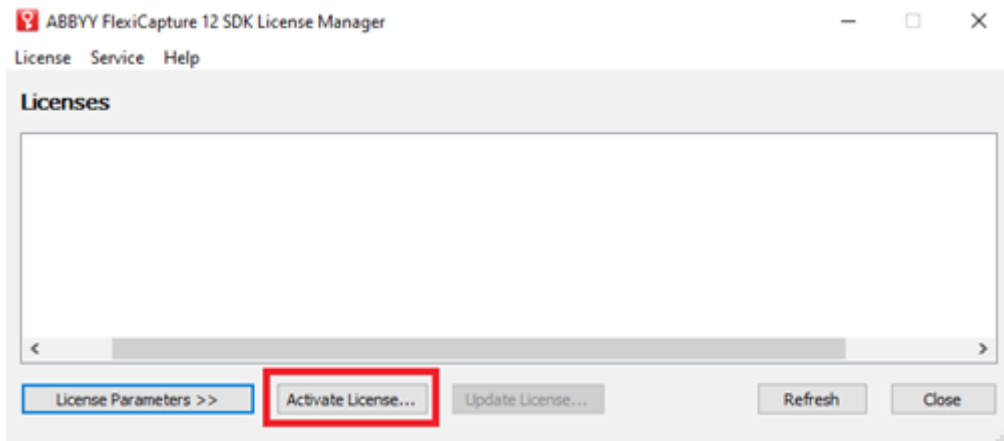 ABBYY FlexiCapture 12 SDK License Manager
License Service Help
Licenses
License Parameters >> Activate License... Update License... Refresh Close